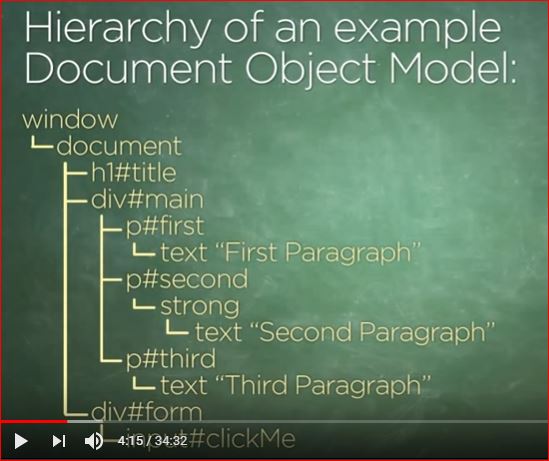 Hierarchy of an example
Document Object Model:
window
document
h1#title
div#main
p#first
text “First Paragraph”
p#second
strong
text “Second Paragraph”
p#third
text “Third Paragraph”
div#form
input#clickMe
4:15 / 34:32